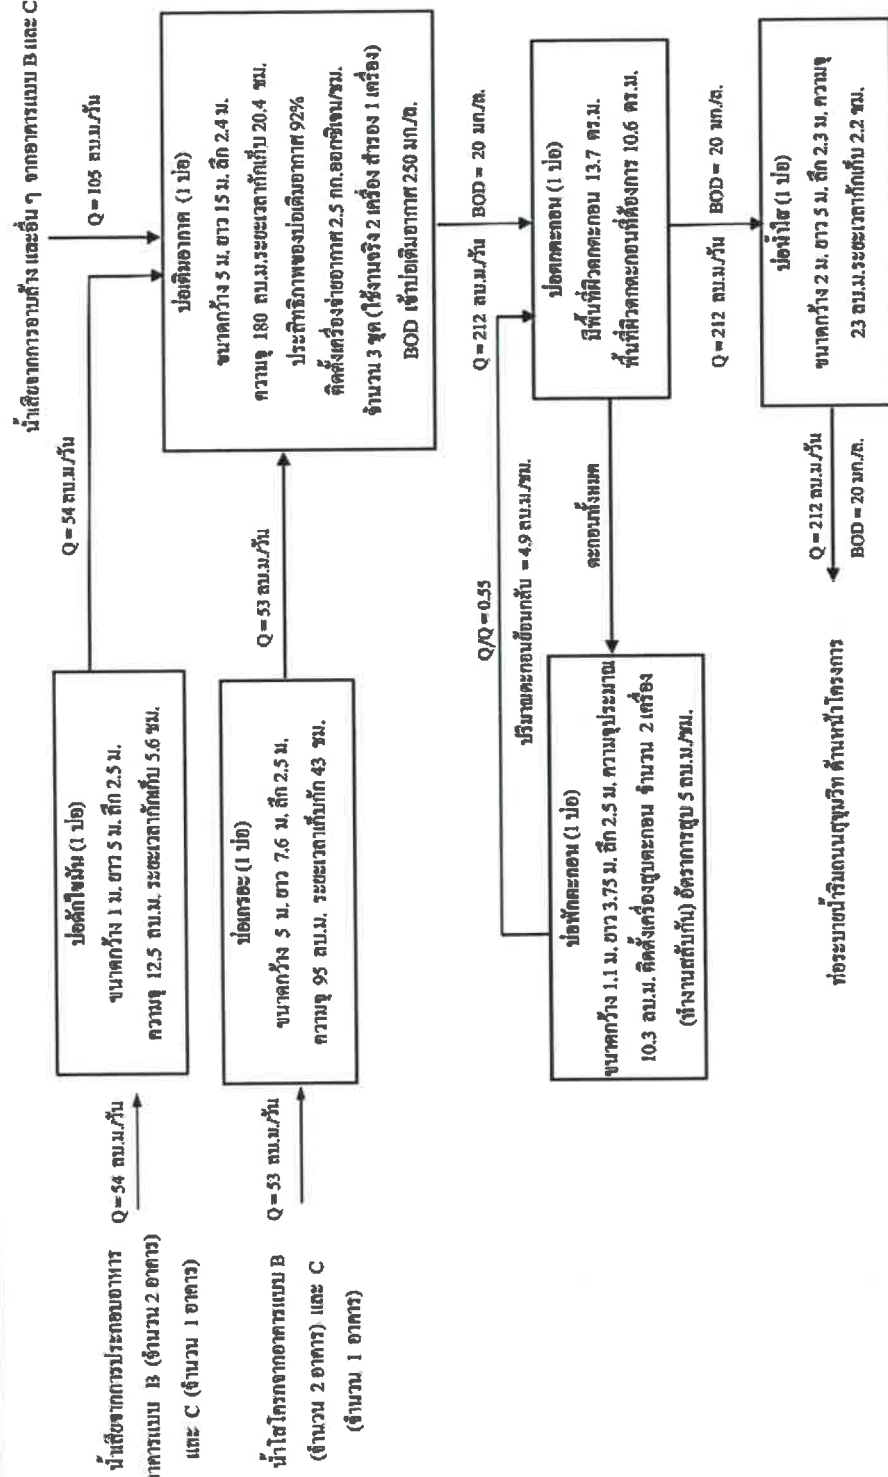 น้ำเสียจากการประกอบอาหาร
อาคารแบบ B (จำนวน 2 อาคาร)
และ C (จำนวน 1 อาคาร)
Q = 54 ลบ.ม./วัน
บ่อดักไขมัน (1 บ่อ)
ขนาดกว้าง 1 ม. ยาว 5 ม. ลึก 2.5 ม.
ความจุ 12.5 ลบ.ม. ระยะเวลากักเก็บ 5.6 ชม.
Q = 54 ลบ.ม./วัน
น้ำเสียจากการอาบล้าง และอื่น ๆ จากอาคารแบบ B และ C
Q = 105 ลบ.ม./วัน
น้ำโสโครกจากอาคารแบบ B
(จำนวน 2 อาคาร) และ C
(จำนวน 1 อาคาร)
Q = 53 ลบ.ม./วัน
บ่อเกรอะ (1 บ่อ)
ขนาดกว้าง 5 ม. ยาว 7.6 ม. ลึก 2.5 ม.
ความจุ 95 ลบ.ม. ระยะเวลาเก็บกัก 43 ชม.
Q = 53 ลบ.ม./วัน
บ่อเติมอากาศ (1 บ่อ)
ขนาดกว้าง 5 ม. ยาว 15 ม. ลึก 2.4 ม.
ความจุ 180 ลบ.ม.ระยะเวลากักเก็บ 20.4 ชม.
ประสิทธิภาพของบ่อเติมอากาศ 92%
ติดตั้งเครื่องจ่ายอากาศ 2.5 กก.ออกซิเจน/ชม.
จำนวน 3 ชุด (ใช้งานจริง 2 เครื่อง สำรอง 1 เครื่อง)
BOD เข้าบ่อเติมอากาศ 250 มก./ล.
Q = 212 ลบ.ม./วัน BOD = 20 มก./ล.
Q/Q = 0.55
ปริมาณตะกอนย้อนกลับ = 4.9 ลบ.ม./ชม.
บ่อตกตะกอน (1 บ่อ)
มีพื้นที่ผิวตกตะกอน 13.7 ตร.ม.
พื้นที่ผิวตกตะกอนที่ต้องการ 10.6 ตร.ม.
ตะกอนทั้งหมด
บ่อพักตะกอน (1 บ่อ)
ขนาดกว้าง 1.1 ม. ยาว 3.75 ม. ลึก 2.5 ม. ความจุประมาณ
10.3 ลบ.ม. ติดตั้งเครื่องสูบตะกอน จำนวน 2 เครื่อง
(ทำงานสลับกัน) อัตราการสูบ 5 ลบ.ม./ชม.
Q = 212 ลบ.ม./วัน BOD = 20 มก./ล.
บ่อน้ำใส (1 บ่อ)
ขนาดกว้าง 2 ม. ยาว 5 ม. ลึก 2.3 ม. ความจุ
23 ลบ.ม.ระยะเวลากักเก็บ 2.2 ชม.
Q = 212 ลบ.ม./วัน
BOD = 20 มก./ล.
ท่อระบายน้ำริมถนนสุขุมวิท ด้านหน้าโครงการ